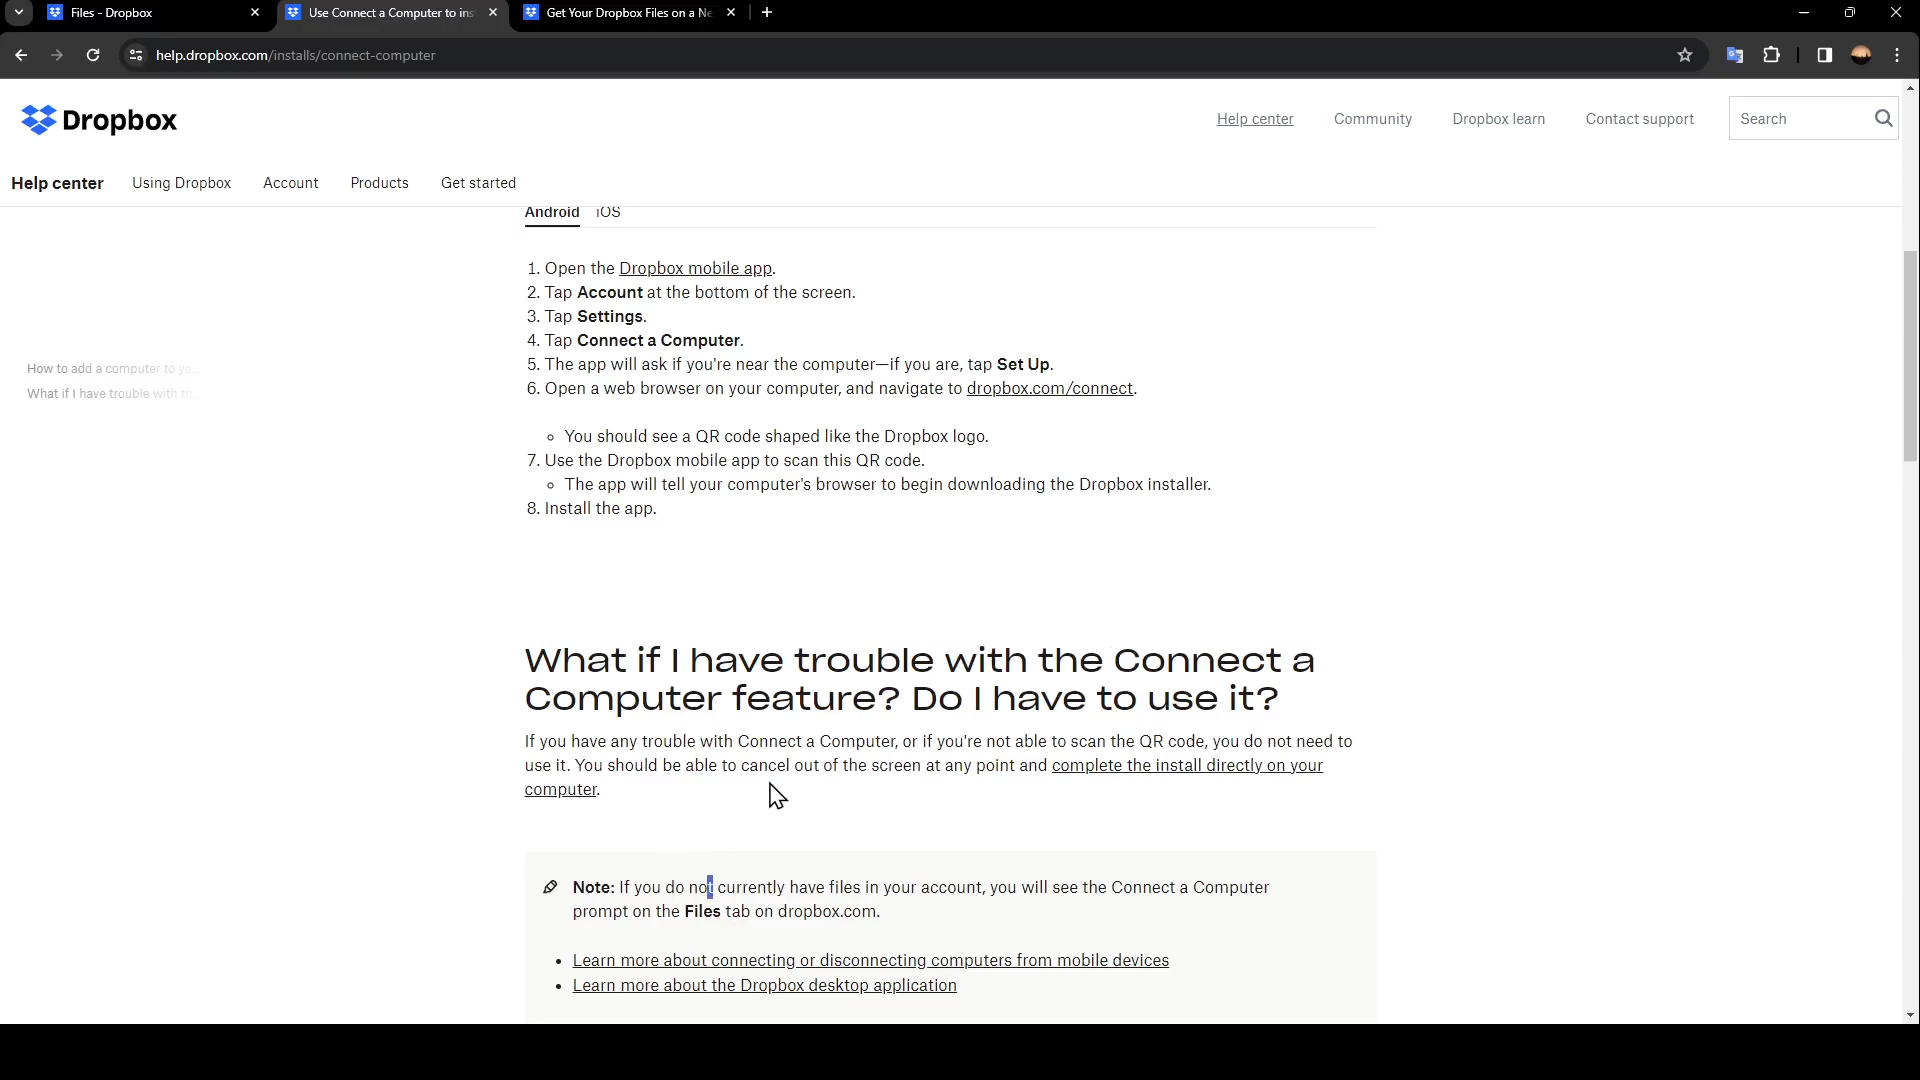 Files - Dropbox
Use Connect a Computer to ins
Get Your Dropbox Files on a Ne
help.dropbox.com/installs/connect-computer
Dropbox
Help center
Community
Dropbox learn
Contact support
Search
Help center
Using Dropbox
Account
Products
Get started
Android
iOS
1. Open the Dropbox mobile app.
2. Tap Account at the bottom of the screen.
3. Tap Settings.
4. Tap Connect a Computer.
5. The app will ask if you're near the computer—if you are, tap Set Up.
6. Open a web browser on your computer, and navigate to dropbox.com/connect.
You should see a QR code shaped like the Dropbox logo.
7. Use the Dropbox mobile app to scan this QR code.
The app will tell your computer's browser to begin downloading the Dropbox installer.
8. Install the app.
How to add a computer to yo...
What if I have trouble with th...
What if I have trouble with the Connect a
Computer feature? Do I have to use it?
If you have any trouble with Connect a Computer, or if you're not able to scan the QR code, you do not need to
use it. You should be able to cancel out of the screen at any point and complete the install directly on your
computer.
Note: If you do not currently have files in your account, you will see the Connect a Computer
prompt on the Files tab on dropbox.com.
Learn more about connecting or disconnecting computers from mobile devices
Learn more about the Dropbox desktop application